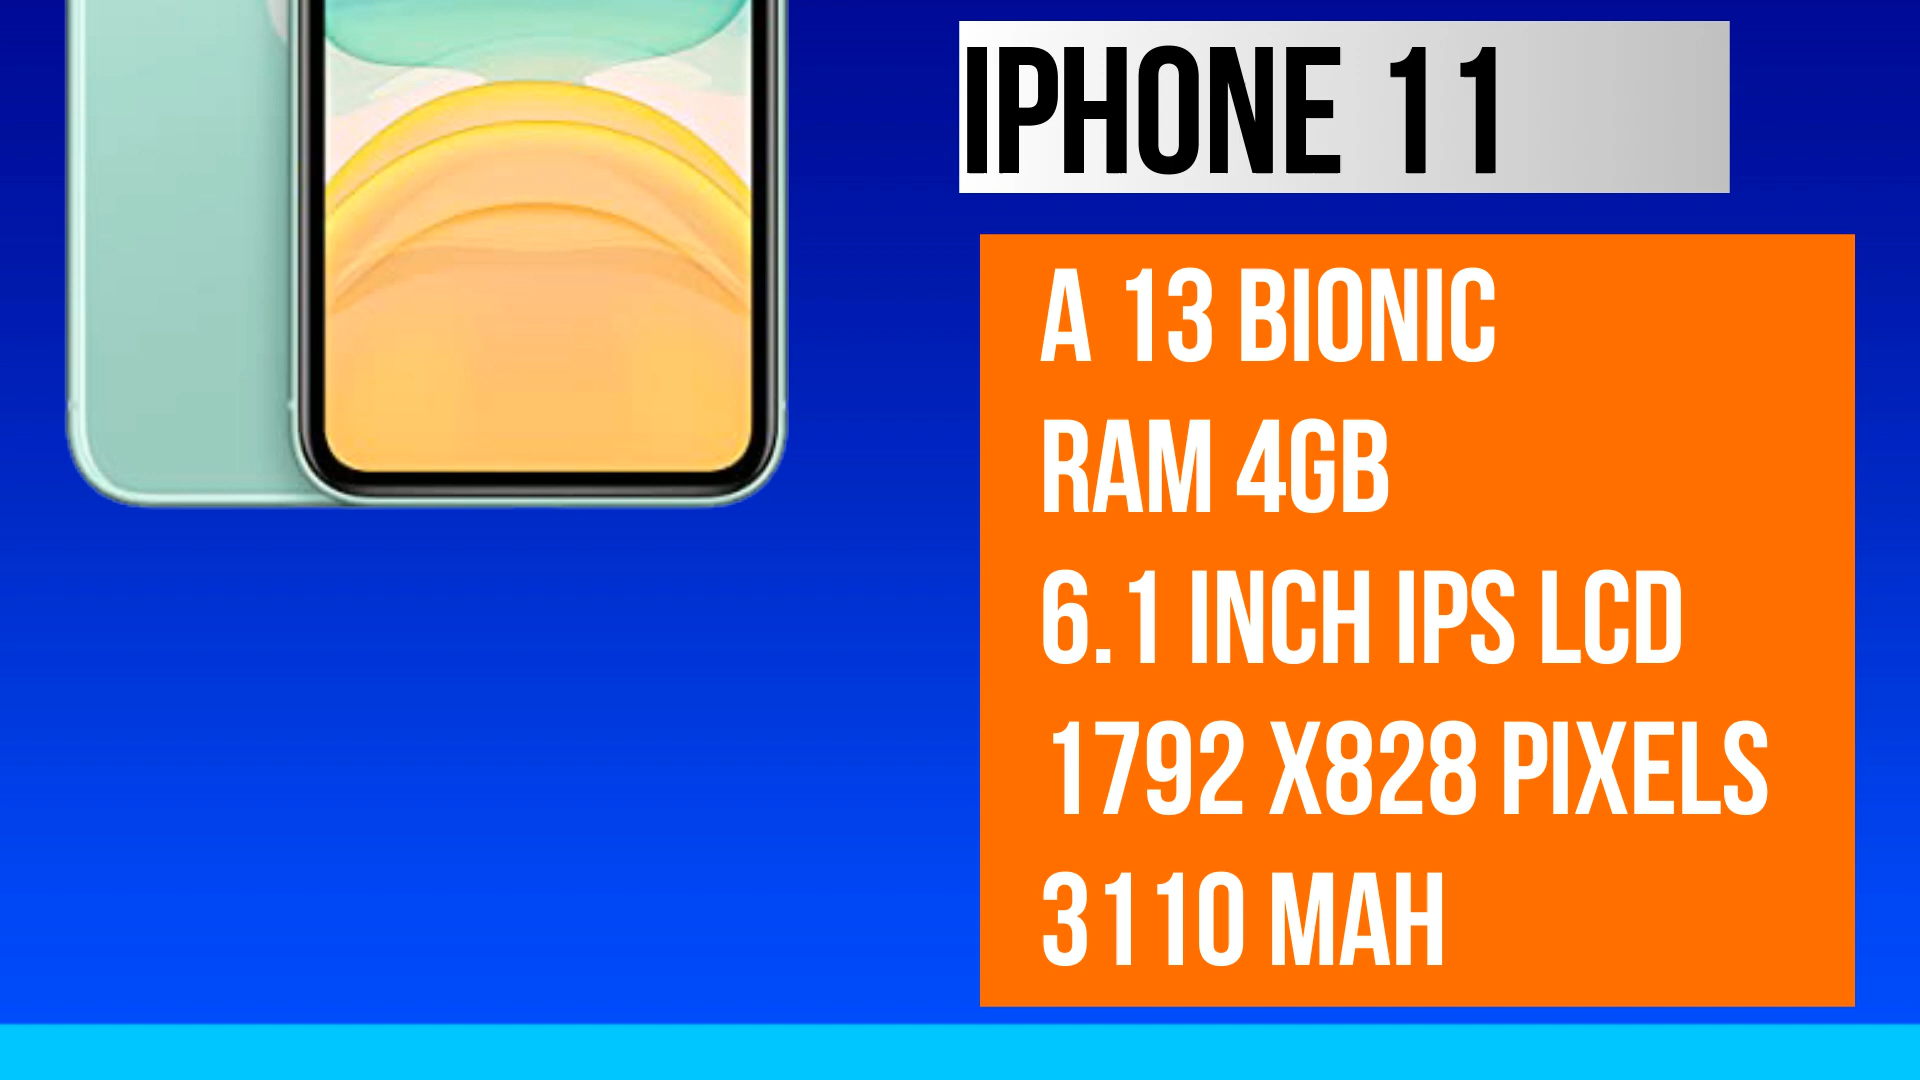 IPHONE 11
A 13 BIONIC
RAM 4GB
6.1 INCH IPS LCD
1792 X828 PIXELS
3110 MAH